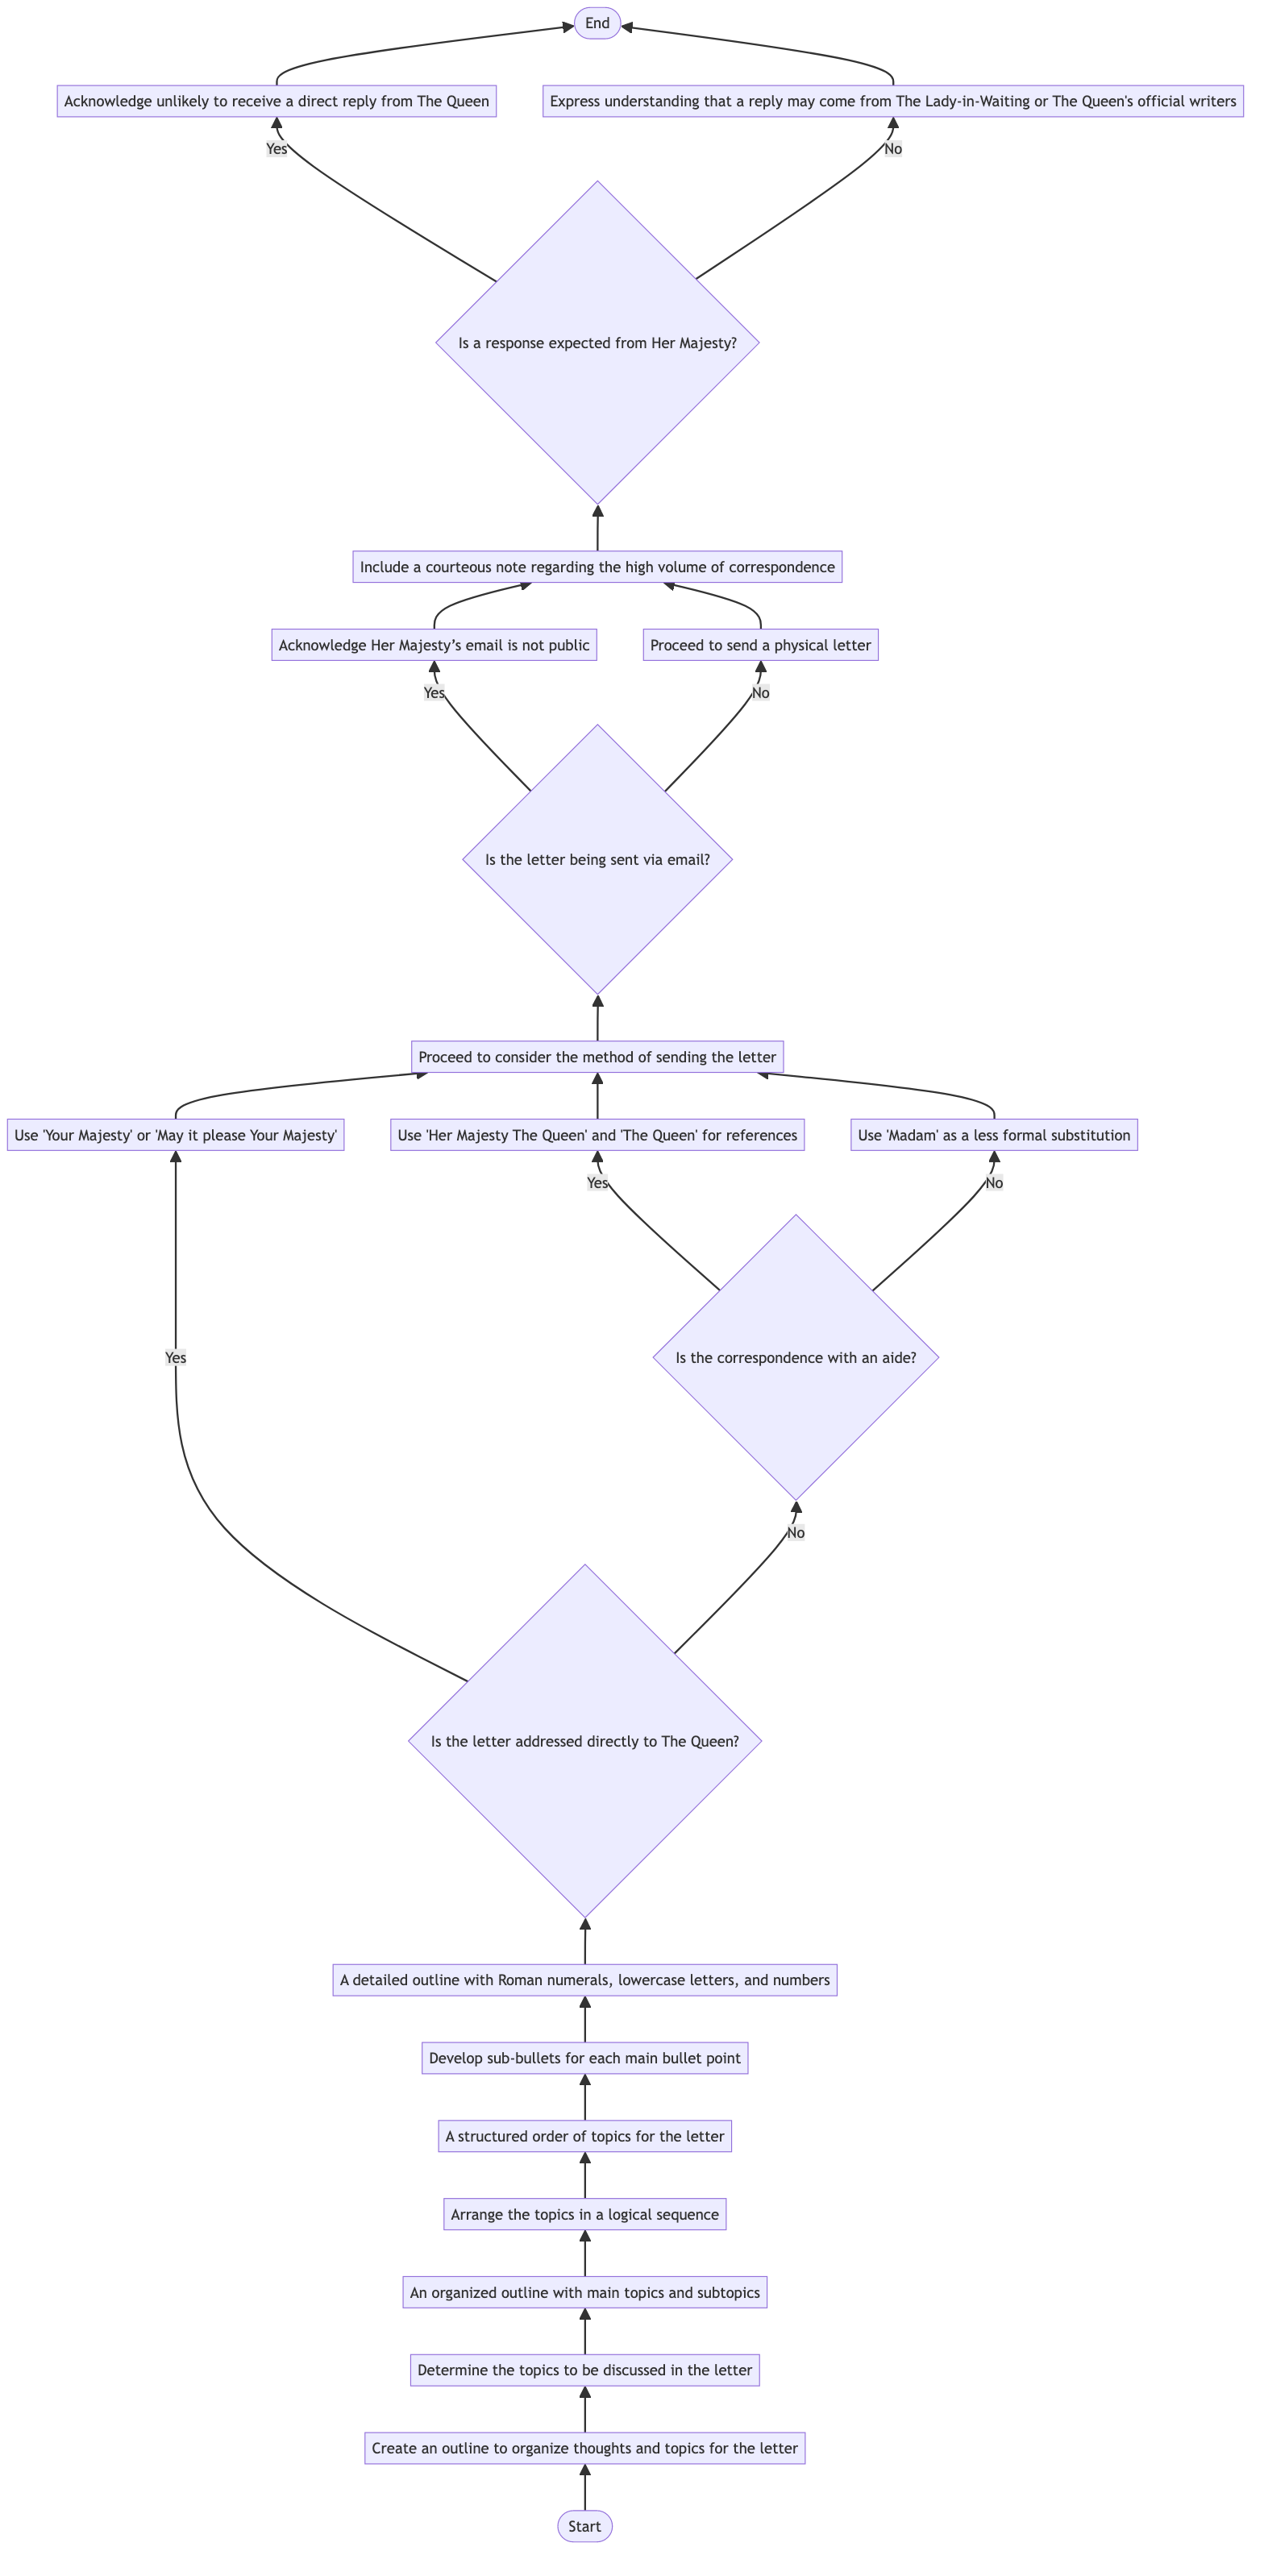 End
Acknowledge unlikely to receive a direct reply from The Queen
Express understanding that a reply may come from The Lady-in-Waiting or The Queen's official writers
Yes
No
Is a response expected from Her Majesty?
Include a courteous note regarding the high volume of correspondence
Acknowledge Her Majesty’s email is not public
Proceed to send a physical letter
Yes
No
Is the letter being sent via email?
Proceed to consider the method of sending the letter
Use 'Your Majesty' or 'May it please Your Majesty'
Use 'Her Majesty The Queen' and 'The Queen' for references
Use 'Madam' as a less formal substitution
Yes
No
Is the correspondence with an aide?
Yes
No
Is the letter addressed directly to The Queen?
A detailed outline with Roman numerals, lowercase letters, and numbers
Develop sub-bullets for each main bullet point
A structured order of topics for the letter
Arrange the topics in a logical sequence
An organized outline with main topics and subtopics
Determine the topics to be discussed in the letter
Create an outline to organize thoughts and topics for the letter
Start